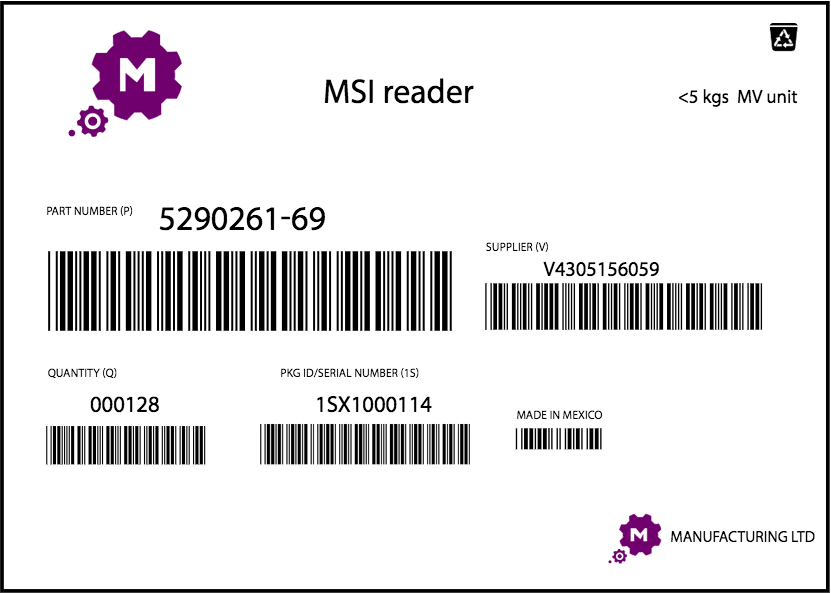 M
MSI reader
<5 kgs MV unit
PART NUMBER (P)
5290261-69
SUPPLIER (V)
V4305156059
QUANTITY (Q)
000128
PKG ID/SERIAL NUMBER (1S)
1SX1000114
MADE IN MEXICO
M
MANUFACTURING LTD